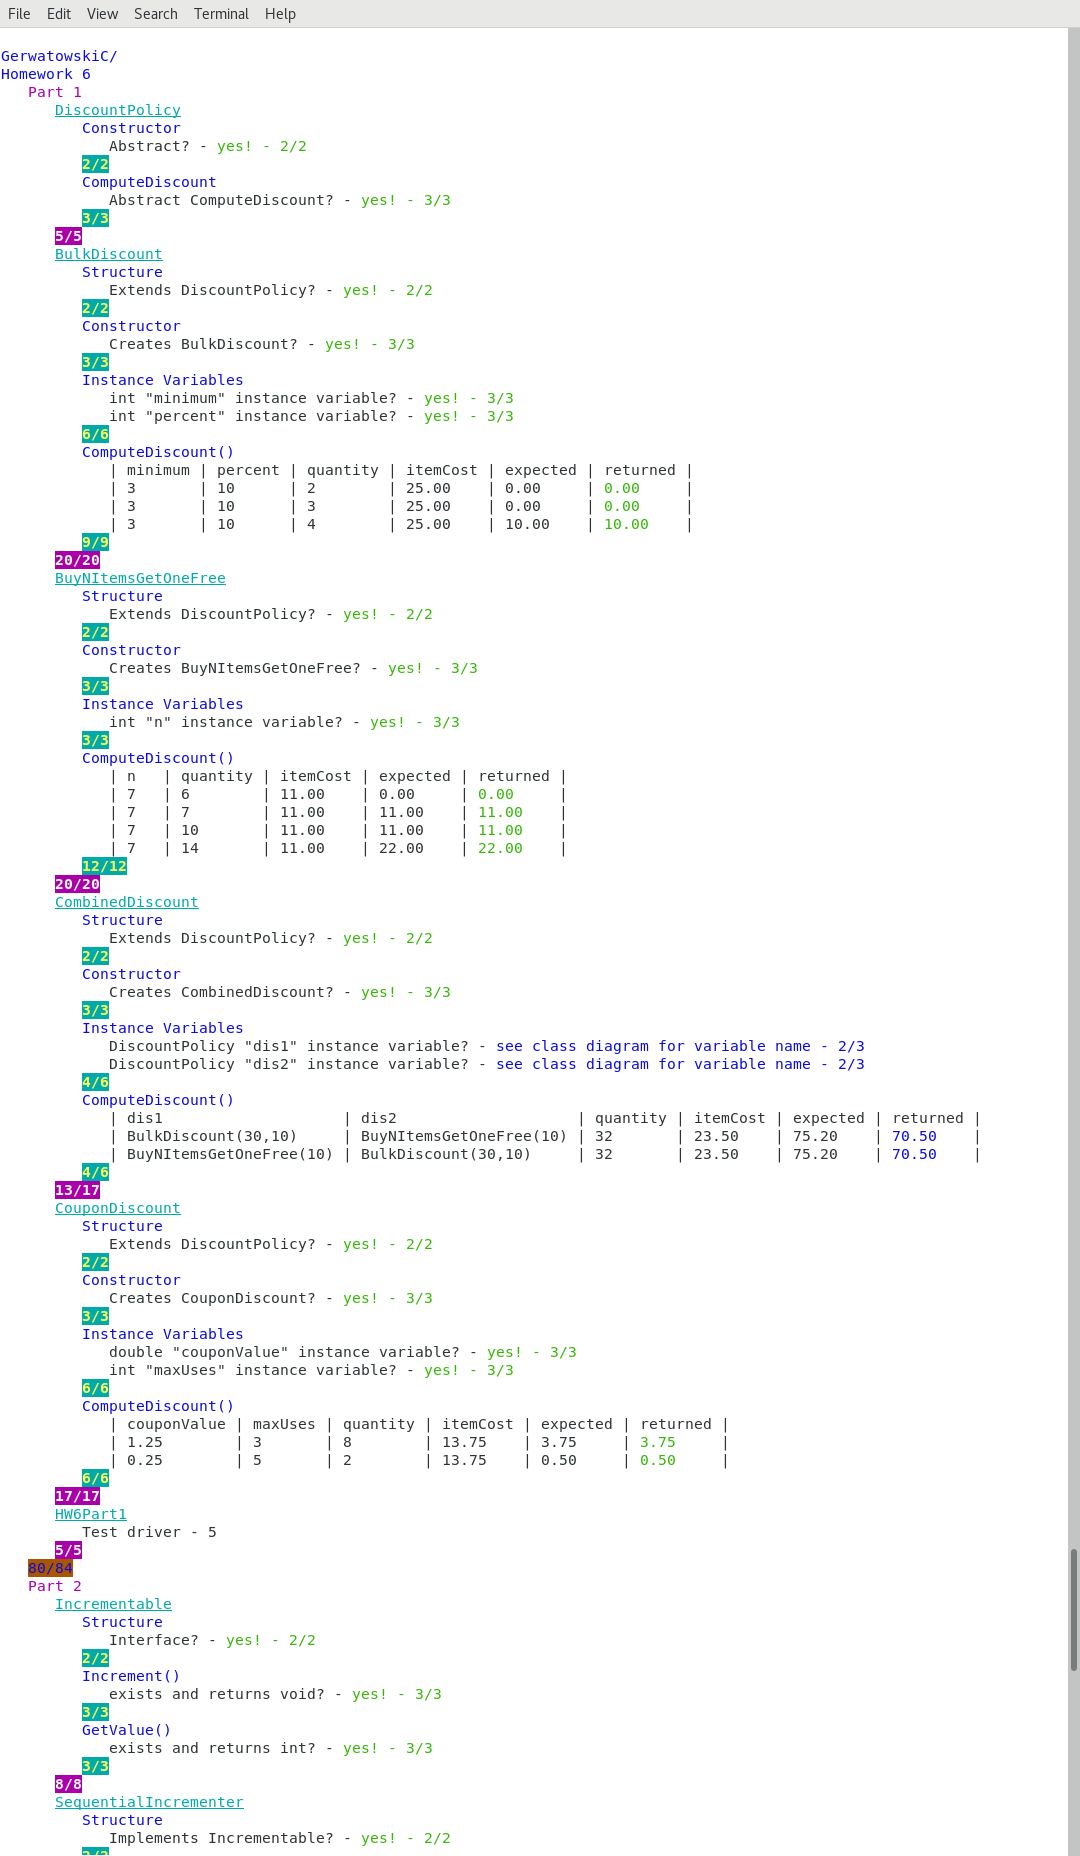 File Edit View Search Terminal Help
GerwatowskiC/
Homework 6
Part 1
DiscountPolicy
Constructor
Abstract? - yes! - 2/2
2/2
ComputeDiscount
Abstract ComputeDiscount? - yes! - 3/3
3/3
5/5
BulkDiscount
Structure
Extends DiscountPolicy? - yes! - 2/2
2/2
Constructor
Creates BulkDiscount? - yes! - 3/3
3/3
Instance Variables
int "minimum" instance variable? - yes! - 3/3
int "percent" instance variable? - yes! - 3/3
6/6
ComputeDiscount()
| minimum | percent | quantity | itemCost | expected | returned |
| 3 | 10 | 2 | 25.00 | 0.00 | 0.00 |
| 3 | 10 | 3 | 25.00 | 0.00 | 0.00 |
| 3 | 10 | 4 | 25.00 | 10.00 | 10.00 |
9/9
20/20
BuyNItemsGetOneFree
Structure
Extends DiscountPolicy? - yes! - 2/2
2/2
Constructor
Creates BuyNItemsGetOneFree? - yes! - 3/3
3/3
Instance Variables
int "n" instance variable? - yes! - 3/3
3/3
ComputeDiscount()
| n | quantity | itemCost | expected | returned |
| 7 | 6 | 11.00 | 0.00 | 0.00 |
| 7 | 7 | 11.00 | 11.00 | 11.00 |
| 7 | 10 | 11.00 | 11.00 | 11.00 |
| 7 | 14 | 11.00 | 22.00 | 22.00 |
12/12
20/20
CombinedDiscount
Structure
Extends DiscountPolicy? - yes! - 2/2
2/2
Constructor
Creates CombinedDiscount? - yes! - 3/3
3/3
Instance Variables
DiscountPolicy "dis1" instance variable? - see class diagram for variable name - 2/3
DiscountPolicy "dis2" instance variable? - see class diagram for variable name - 2/3
4/6
ComputeDiscount()
| dis1 | dis2 | quantity | itemCost | expected | returned |
| BulkDiscount(30,10) | BuyNItemsGetOneFree(10) | 32 | 23.50 | 75.20 | 70.50 |
| BuyNItemsGetOneFree(10) | BulkDiscount(30,10) | 32 | 23.50 | 75.20 | 70.50 |
4/6
13/17
CouponDiscount
Structure
Extends DiscountPolicy? - yes! - 2/2
2/2
Constructor
Creates CouponDiscount? - yes! - 3/3
3/3
Instance Variables
double "couponValue" instance variable? - yes! - 3/3
int "maxUses" instance variable? - yes! - 3/3
6/6
ComputeDiscount()
| couponValue | maxUses | quantity | itemCost | expected | returned |
| 1.25 | 3 | 8 | 13.75 | 3.75 | 3.75 |
| 0.25 | 5 | 2 | 13.75 | 0.50 | 0.50 |
6/6
17/17
HW6Part1
Test driver - 5
5/5
80/84
Part 2
Incrementable
Structure
Interface? - yes! - 2/2
2/2
Increment()
exists and returns void? - yes! - 3/3
3/3
GetValue()
exists and returns int? - yes! - 3/3
3/3
8/8
SequentialIncrementer
Structure
Implements Incrementable? - yes! - 2/2